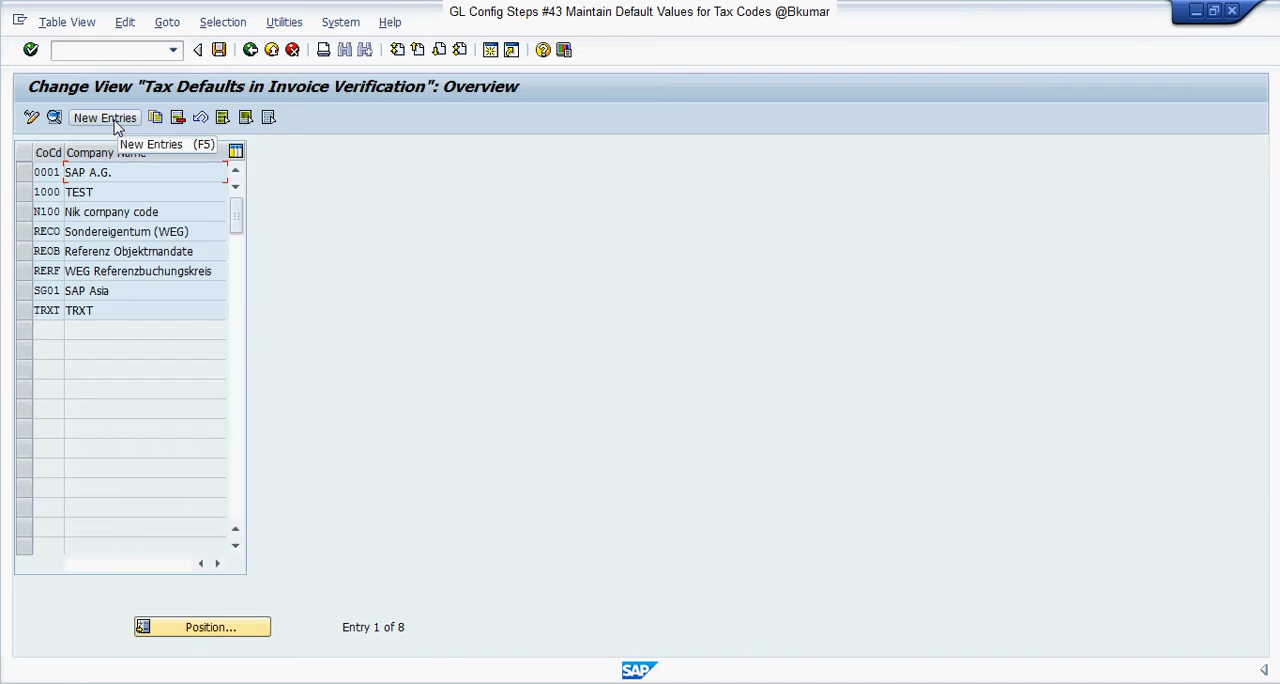 GL Config Steps #43 Maintain Default Values for Tax Codes @Bkumar
Table View Edit Goto Selection Utilities System Help
Change View "Tax Defaults in Invoice Verification": Overview
New Entries
New Entries (F5)
CoCd Company Name
0001 SAP A.G.
1000 TEST
N100 Nik company code
RECO Sondereigentum (WEG)
REOB Referenz Objektmandate
RERF WEG Referenzbuchungskreis
SG01 SAP Asia
TRXT TRXT
Position... Entry 1 of 8
SAP